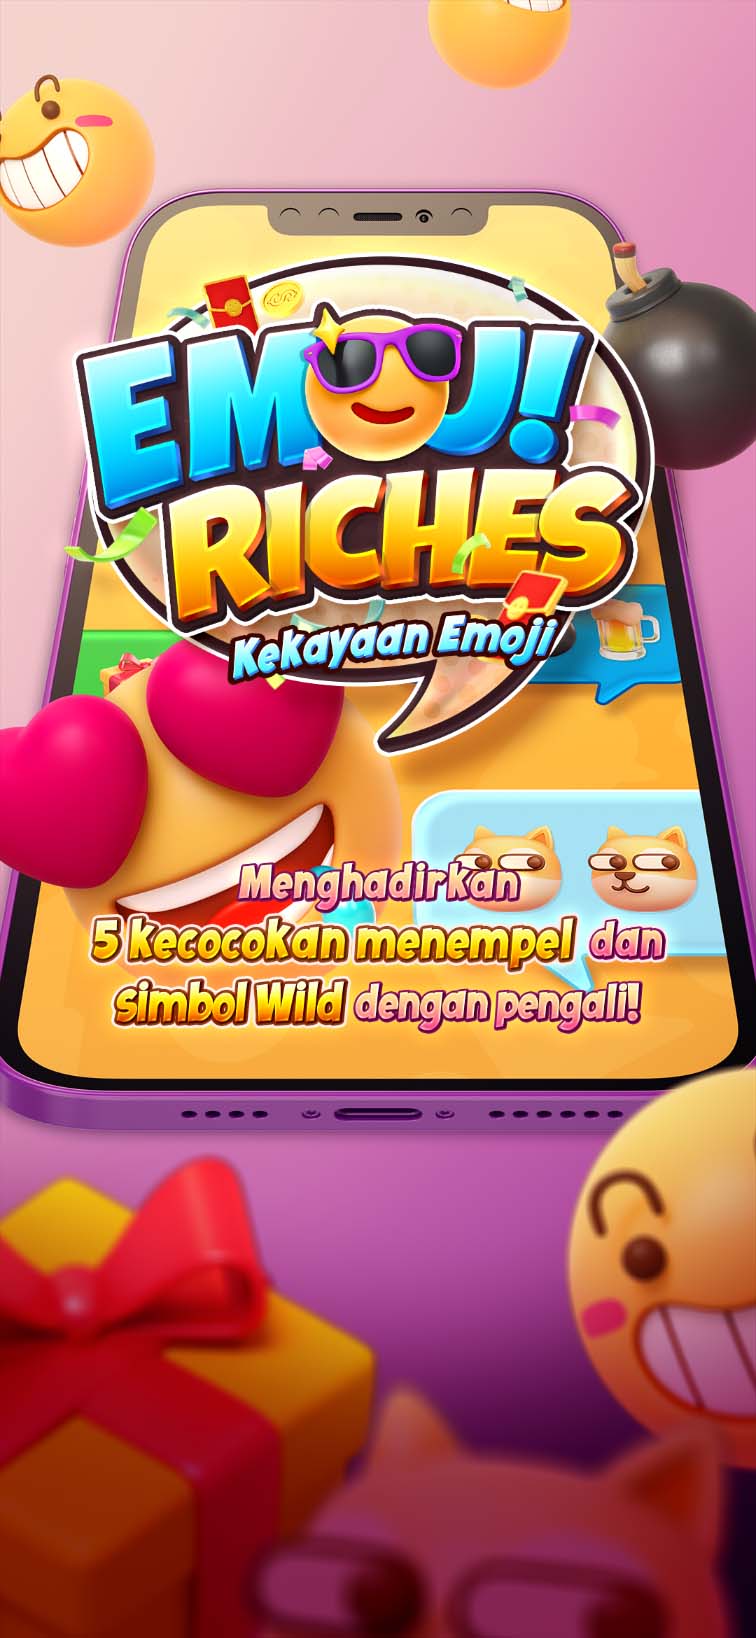 EMOJI!
RICHES
Kekayaan Emoji
Menghadirkan
5 kecocokan menempel dan
simbol Wild dengan pengali!